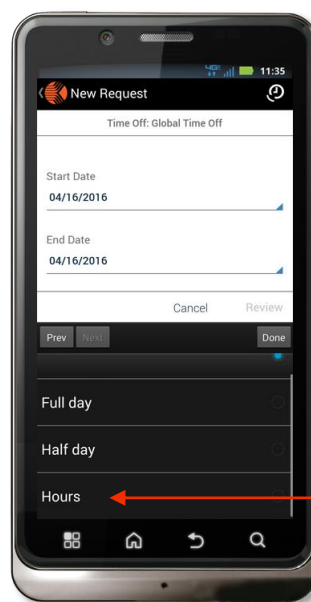 4G
11:35
New Request
Time Off: Global Time Off
Start Date
04/16/2016
End Date
04/16/2016
Cancel Review
Prev Next Done
Full day
Half day
Hours